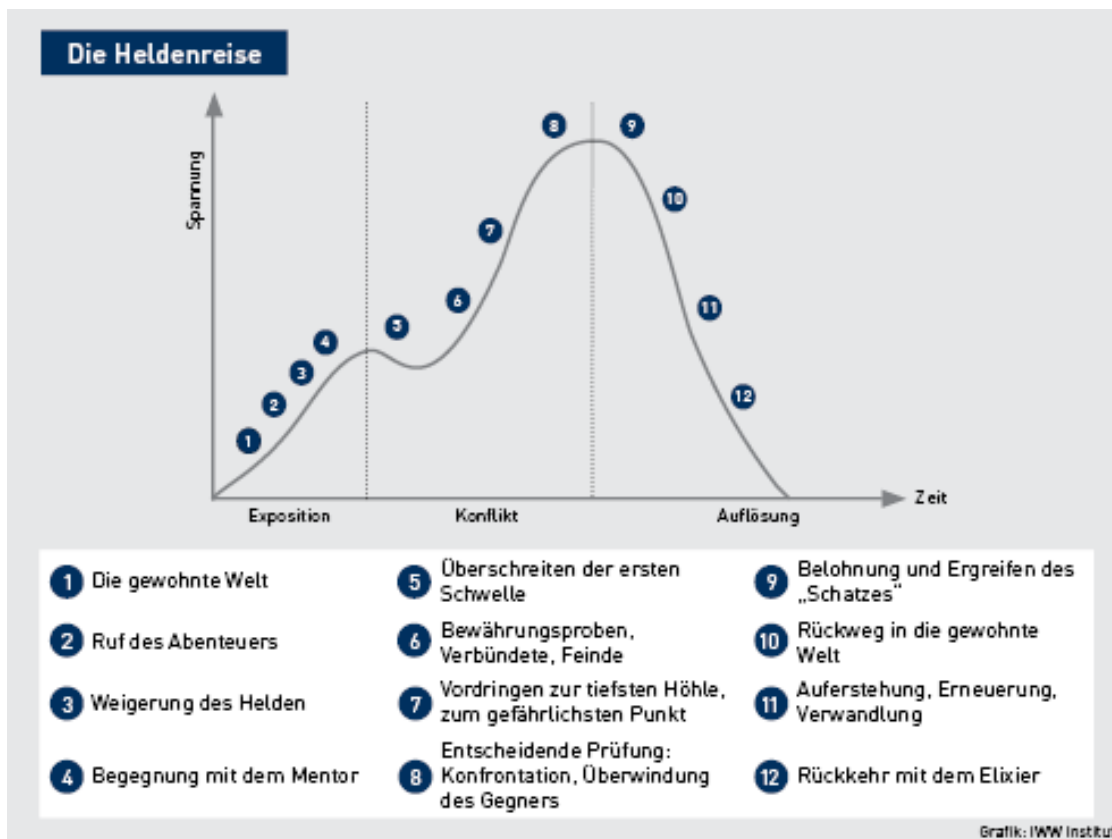 Die Heldenreise
Spannung
8
9
10
7
6
11
5
4
3
12
2
1
Zeit
Exposition
Konflikt
Auflösung
1 Die gewohnte Welt
2 Ruf des Abenteuers
3 Weigerung des Helden
4 Begegnung mit dem Mentor
5 Überschreiten der ersten
Schwelle
6 Bewährungsproben,
Verbündete, Feinde
7 Vordringen zur tiefsten Höhle,
zum gefährlichsten Punkt
8 Entscheidende Prüfung:
Konfrontation, Überwindung
des Gegners
9 Belohnung und Ergreifen des
„Schatzes“
10 Rückweg in die gewohnte
Welt
11 Auferstehung, Erneuerung,
Verwandlung
12 Rückkehr mit dem Elixier
Grafik: IWW Institut